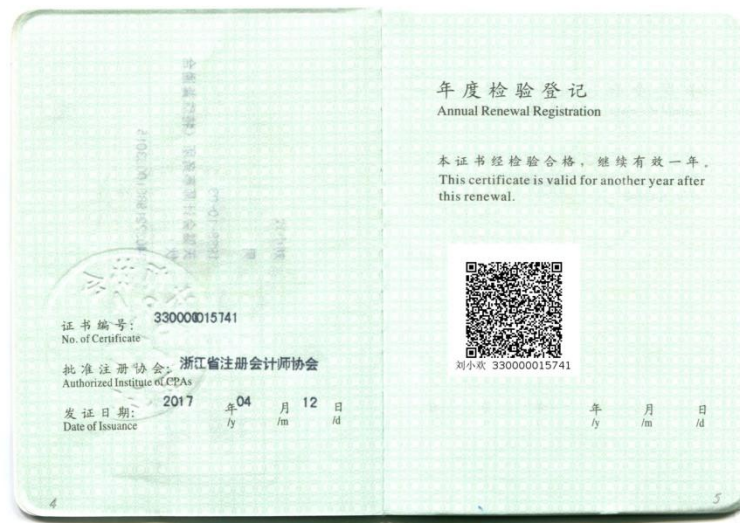 证书编号: 330000015741
No. of Certificate
批准注册协会: 浙江省注册会计师协会
Authorized Institute of CPAs
发证日期: 2017 年 04 月 12 日
Date of Issuance /y /m /d
4
年度检验登记
Annual Renewal Registration
本证书经检验合格，继续有效一年。
This certificate is valid for another year after
this renewal.
刘小欢 330000015741
年 月 日
/y /m /d
5